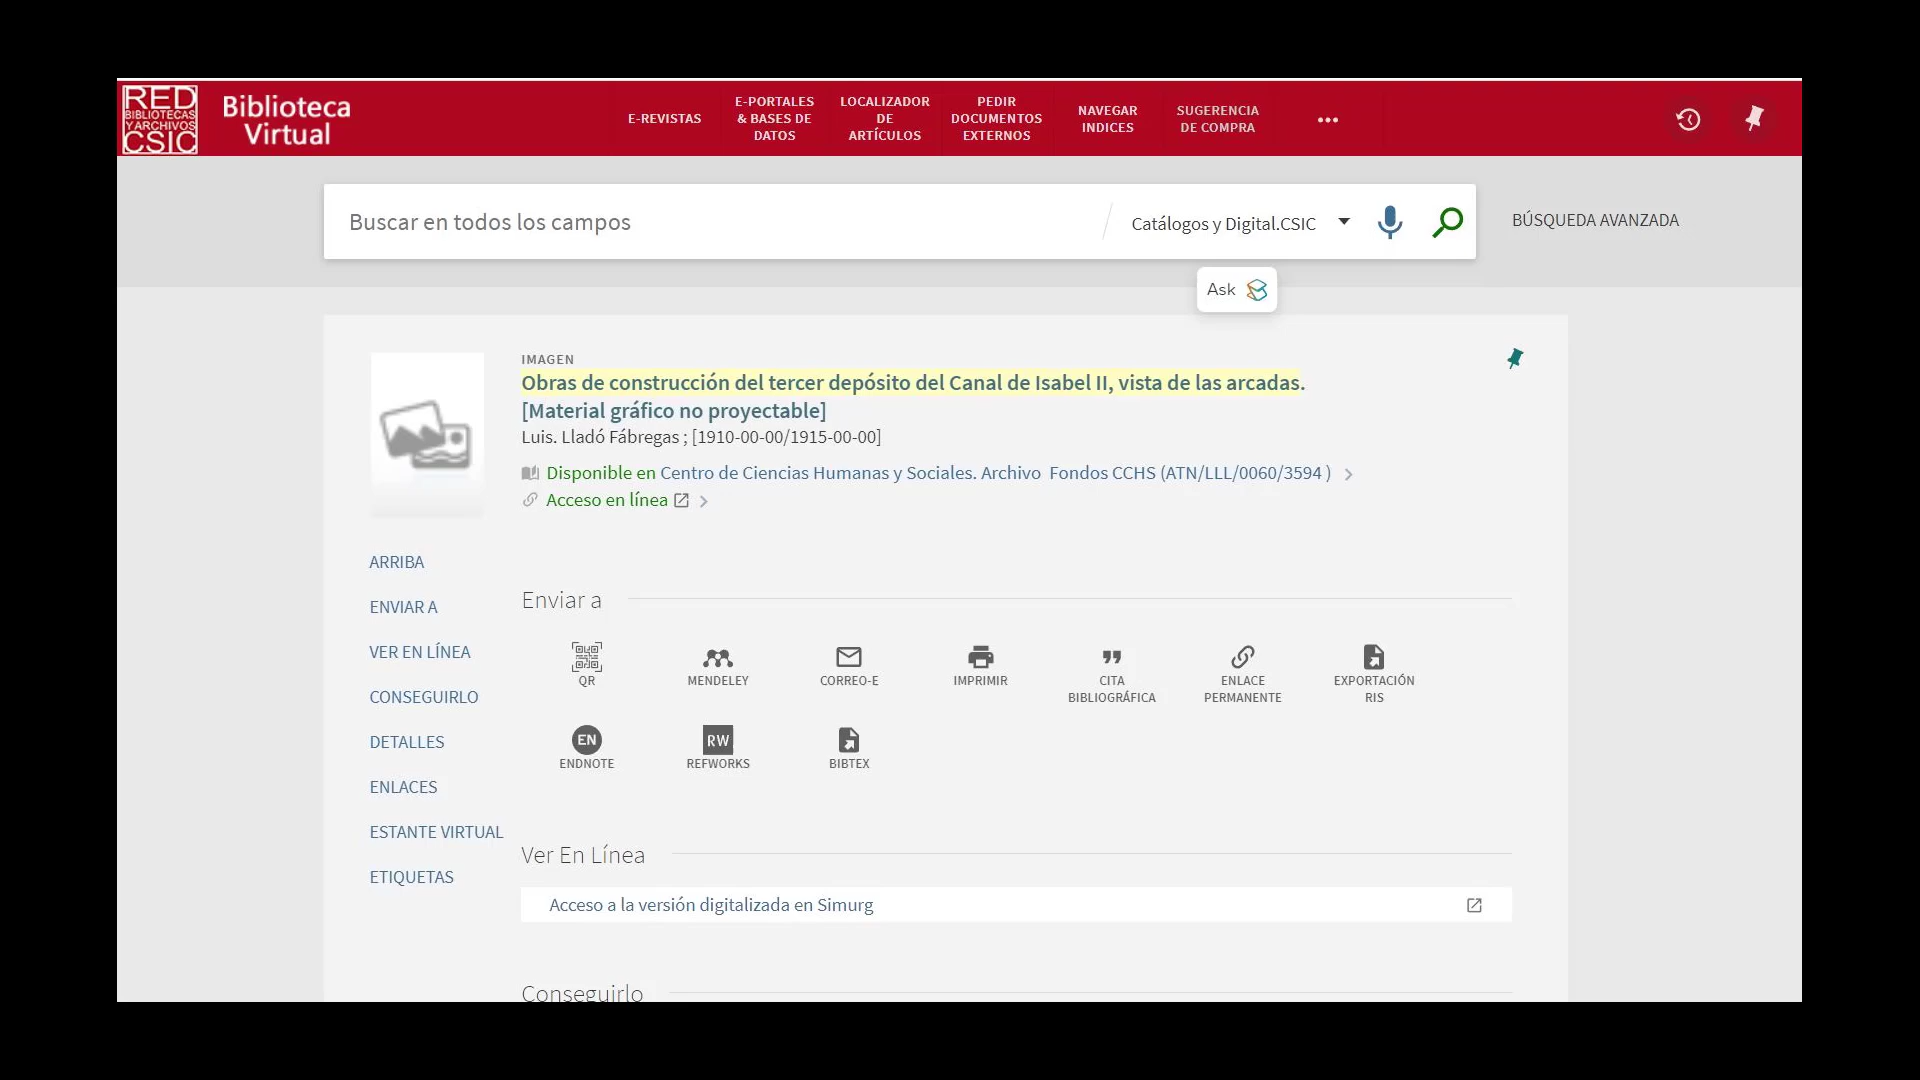 RED
BIBLIOTECAS
Y ARCHIVOS
CSIC
Biblioteca
Virtual
E-REVISTAS
E-PORTALES
& BASES DE
DATOS
LOCALIZADOR
DE
ARTÍCULOS
PEDIR
DOCUMENTOS
EXTERNOS
NAVEGAR
INDICES
SUGERENCIA
DE COMPRA
Buscar en todos los campos
Catálogos y Digital.CSIC
BÚSQUEDA AVANZADA
Ask
IMAGEN
Obras de construcción del tercer depósito del Canal de Isabel II, vista de las arcadas.
[Material gráfico no proyectable]
Luis. Lladó Fábregas ; [1910-00-00/1915-00-00]
Disponible en Centro de Ciencias Humanas y Sociales. Archivo Fondos CCHS (ATN/LLL/0060/3594 )
Acceso en línea
ARRIBA
ENVIAR A
VER EN LÍNEA
CONSEGUIRLO
DETALLES
ENLACES
ESTANTE VIRTUAL
ETIQUETAS
Enviar a
QR
MENDELEY
CORREO-E
IMPRIMIR
CITA
BIBLIOGRÁFICA
ENLACE
PERMANENTE
EXPORTACIÓN
RIS
EN
ENDNOTE
RW
REFWORKS
BIBTEX
Ver En Línea
Acceso a la versión digitalizada en Simurg
Conseguirlo